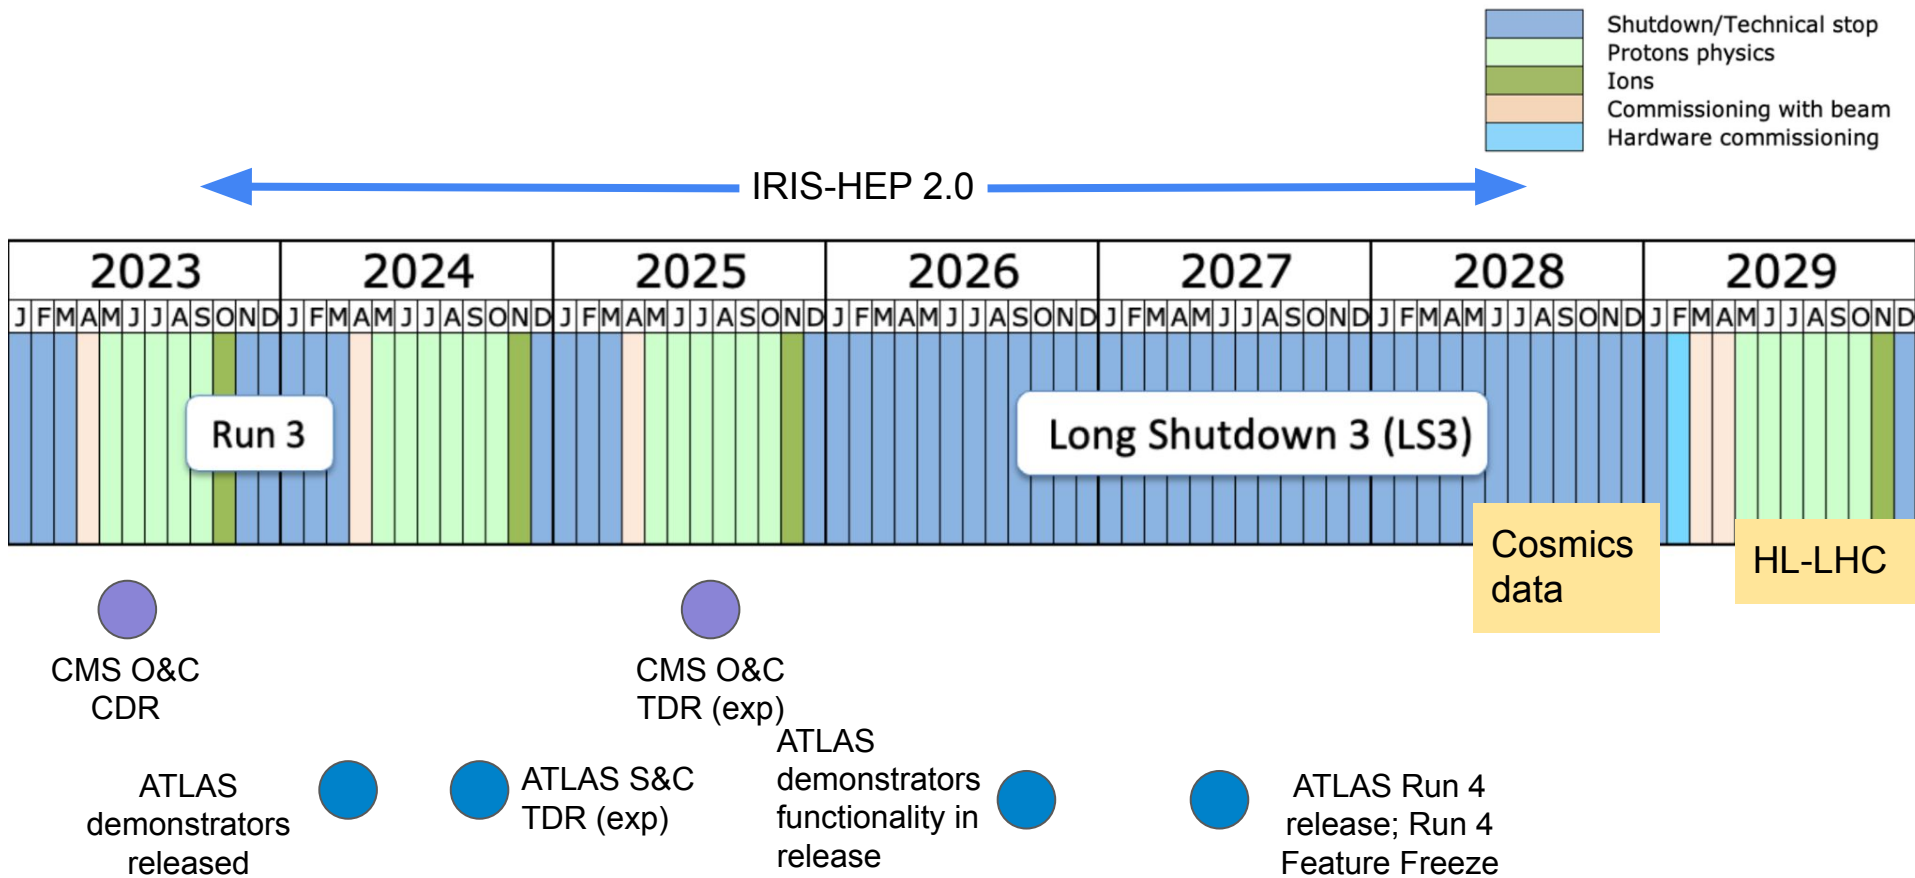 Shutdown/Technical stop
Protons physics
Ions
Commissioning with beam
Hardware commissioning
IRIS-HEP 2.0
2023 2024 2025 2026 2027 2028 2029
J F M A M J J A S O N D J F M A M J J A S O N D J F M A M J J A S O N D J F M A M J J A S O N D J F M A M J J A S O N D J F M A M J J A S O N D J F M A M J J A S O N D
Run 3
Long Shutdown 3 (LS3)
Cosmics
data
HL-LHC
CMS O&C
CDR
CMS O&C
TDR (exp)
ATLAS
demonstrators
released
ATLAS S&C
TDR (exp)
ATLAS
demonstrators
functionality in
release
ATLAS Run 4
release; Run 4
Feature Freeze